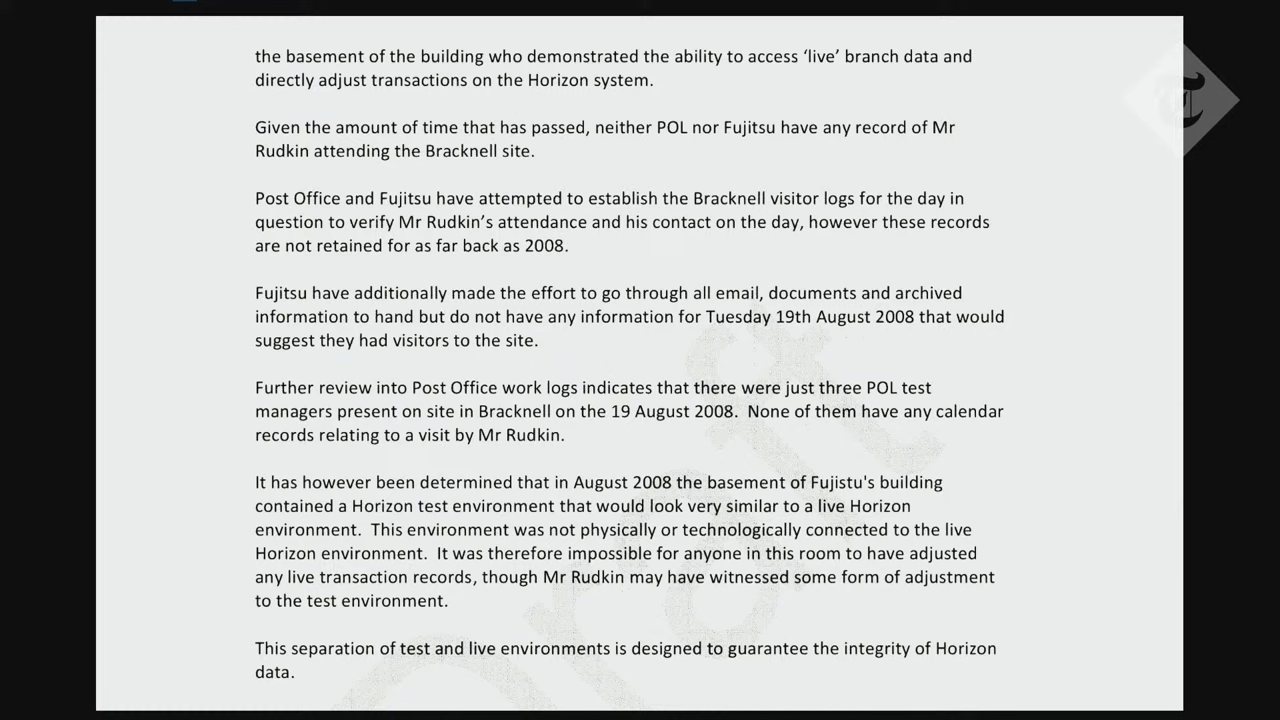 the basement of the building who demonstrated the ability to access ‘live’ branch data and
directly adjust transactions on the Horizon system.
Given the amount of time that has passed, neither POL nor Fujitsu have any record of Mr
Rudkin attending the Bracknell site.
Post Office and Fujitsu have attempted to establish the Bracknell visitor logs for the day in
question to verify Mr Rudkin’s attendance and his contact on the day, however these records
are not retained for as far back as 2008.
Fujitsu have additionally made the effort to go through all email, documents and archived
information to hand but do not have any information for Tuesday 19th August 2008 that would
suggest they had visitors to the site.
Further review into Post Office work logs indicates that there were just three POL test
managers present on site in Bracknell on the 19 August 2008.  None of them have any calendar
records relating to a visit by Mr Rudkin.
It has however been determined that in August 2008 the basement of Fujistu's building
contained a Horizon test environment that would look very similar to a live Horizon
environment.  This environment was not physically or technologically connected to the live
Horizon environment.  It was therefore impossible for anyone in this room to have adjusted
any live transaction records, though Mr Rudkin may have witnessed some form of adjustment
to the test environment.
This separation of test and live environments is designed to guarantee the integrity of Horizon
data.
Draft
T